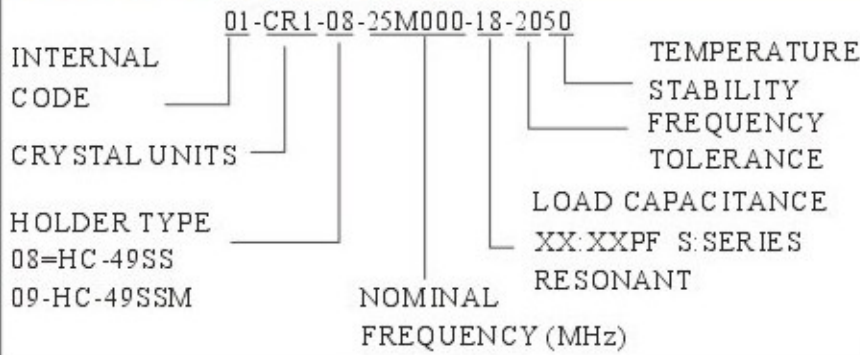 01-CR1-08-25M000-18-2050
INTERNAL
CODE
CRYSTAL UNITS
HOLDER TYPE
08=HC-49SS
09-HC-49SSM
NOMINAL
FREQUENCY (MHz)
LOAD CAPACITANCE
XX:XXPF S:SERIES
RESONANT
TEMPERATURE
STABILITY
FREQUENCY
TOLERANCE